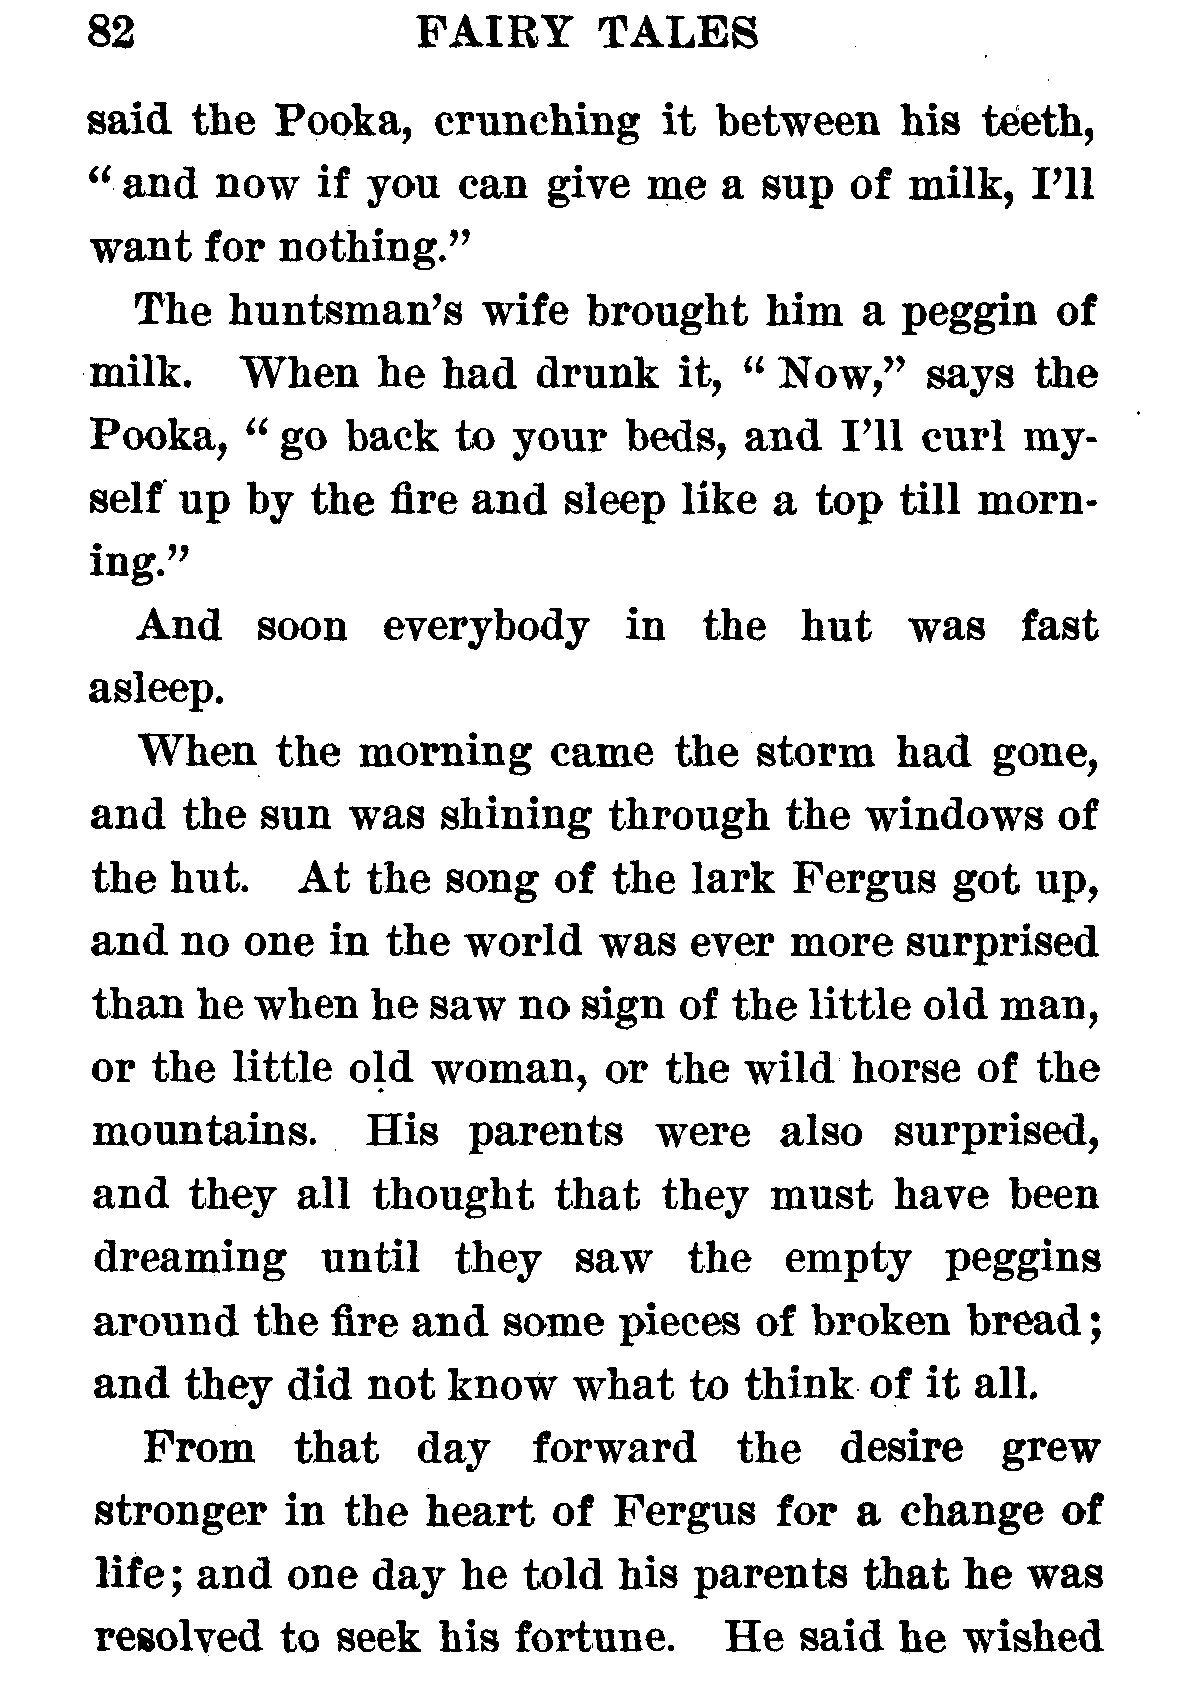 82 FAIRY TALES
said the Pooka, crunching it between his teeth,
“and now if you can give me a sup of milk, I’ll
want for nothing.”
The huntsman’s wife brought him a peggin of
milk. When he had drunk it, “Now,” says the
Pooka, “go back to your beds, and I’ll curl my-
self up by the fire and sleep like a top till morn-
ing.”
And soon everybody in the hut was fast
asleep.
When the morning came the storm had gone,
and the sun was shining through the windows of
the hut. At the song of the lark Fergus got up,
and no one in the world was ever more surprised
than he when he saw no sign of the little old man,
or the little old woman, or the wild horse of the
mountains. His parents were also surprised,
and they all thought that they must have been
dreaming until they saw the empty peggins
around the fire and some pieces of broken bread;
and they did not know what to think of it all.
From that day forward the desire grew
stronger in the heart of Fergus for a change of
life; and one day he told his parents that he was
resolved to seek his fortune. He said he wished